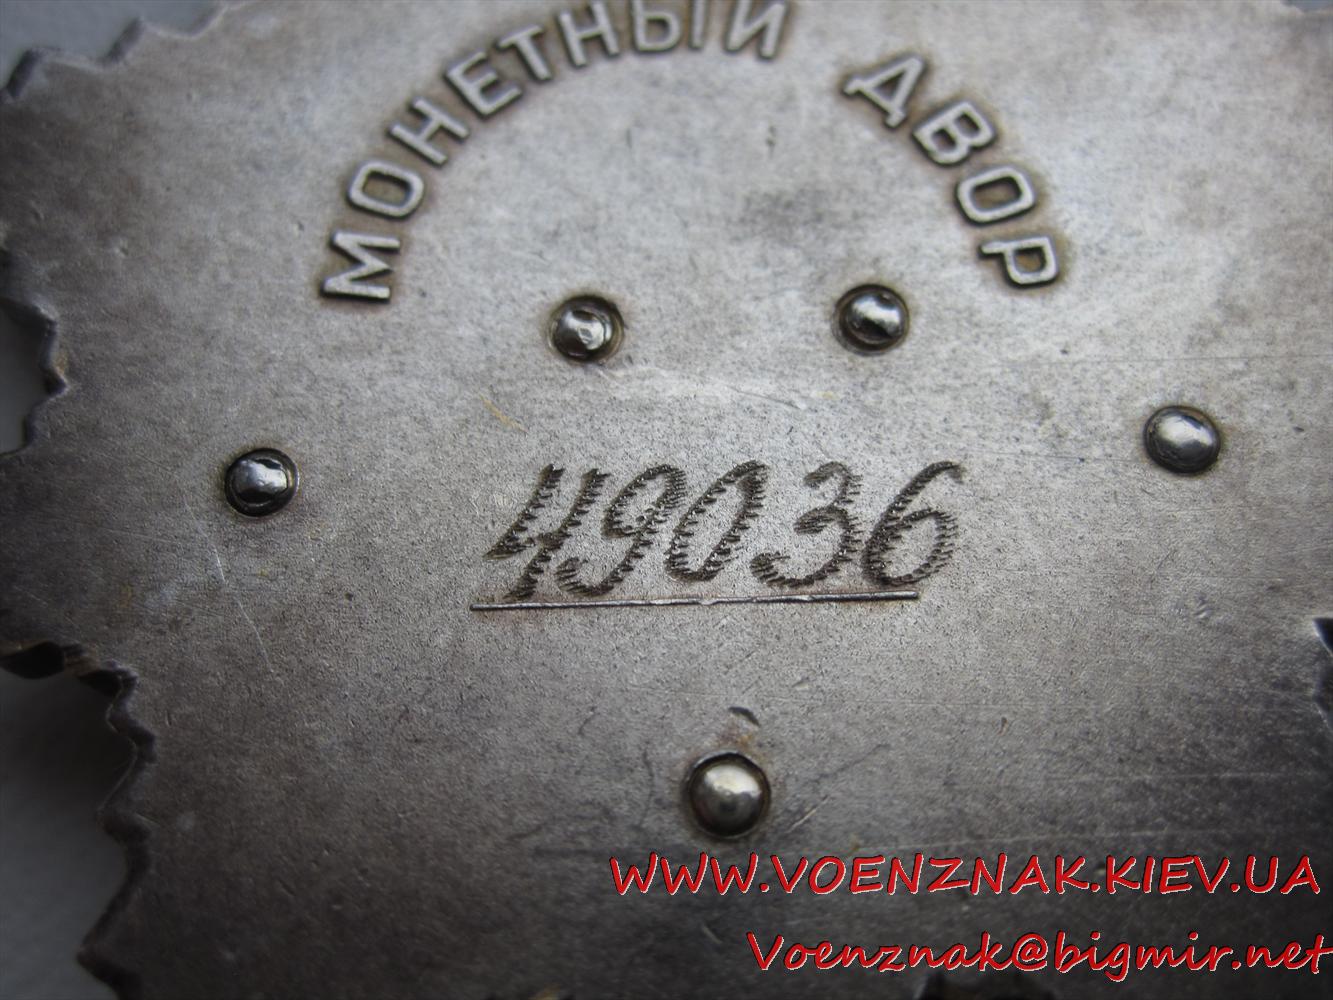 МОНЕТНЫЙ ДВОР
49036
WWW.VOENZNAK.KIEV.UA
Voenznak@bigmir.net